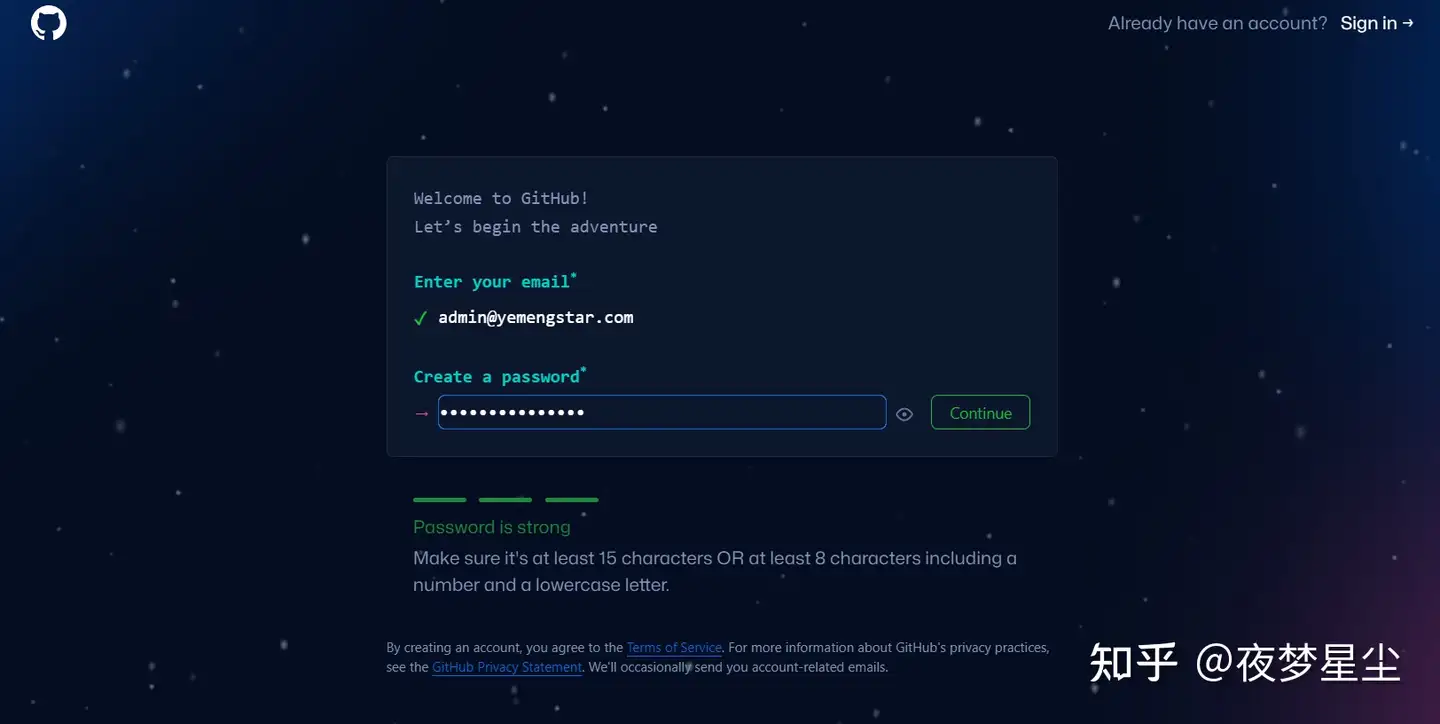 Already have an account? Sign in →
Welcome to GitHub!
Let’s begin the adventure
Enter your email*
✓ admin@yemengstar.com
Create a password*
→ ••••••••••••••• Continue
Password is strong
Make sure it's at least 15 characters OR at least 8 characters including a
number and a lowercase letter.
By creating an account, you agree to the Terms of Service. For more information about GitHub's privacy practices,
see the GitHub Privacy Statement. We'll occasionally send you account-related emails.
知乎 @夜梦星尘